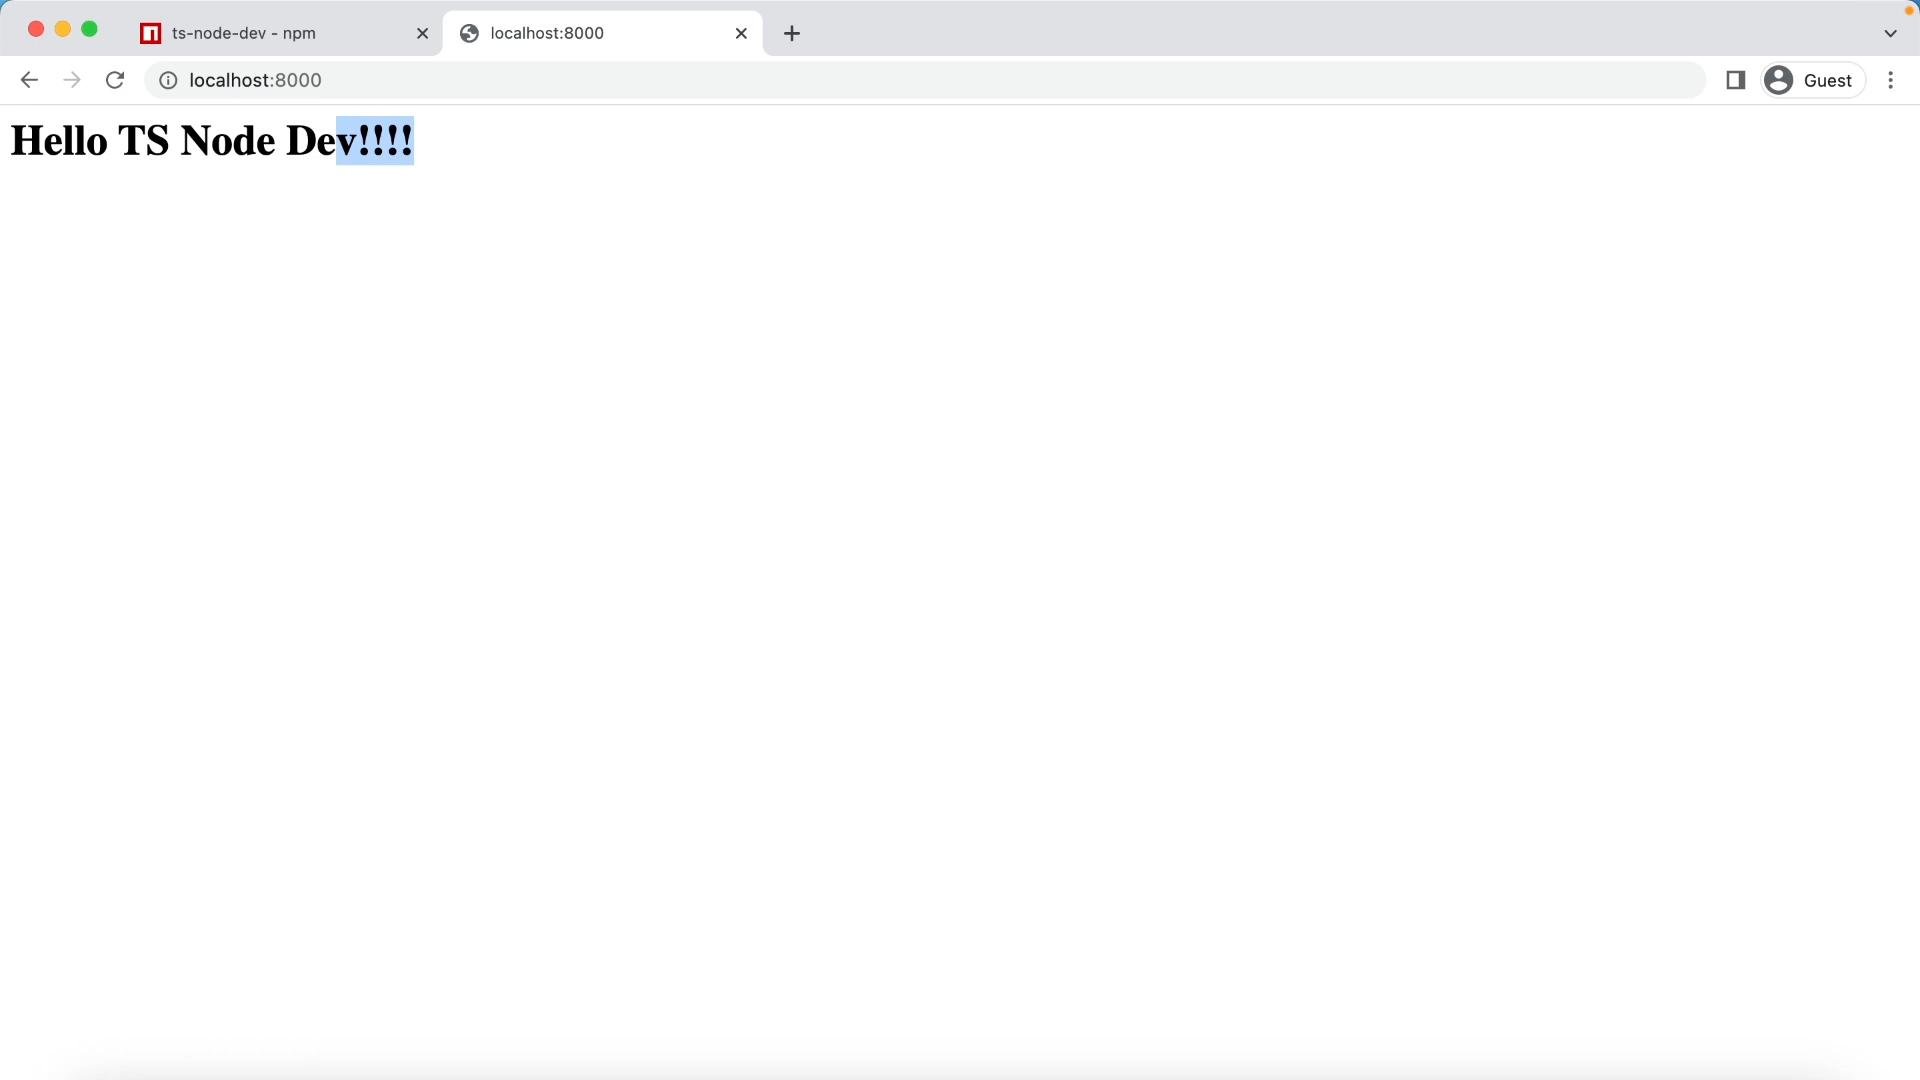 ts-node-dev - npm
localhost:8000
localhost:8000
Guest
Hello TS Node Dev!!!!